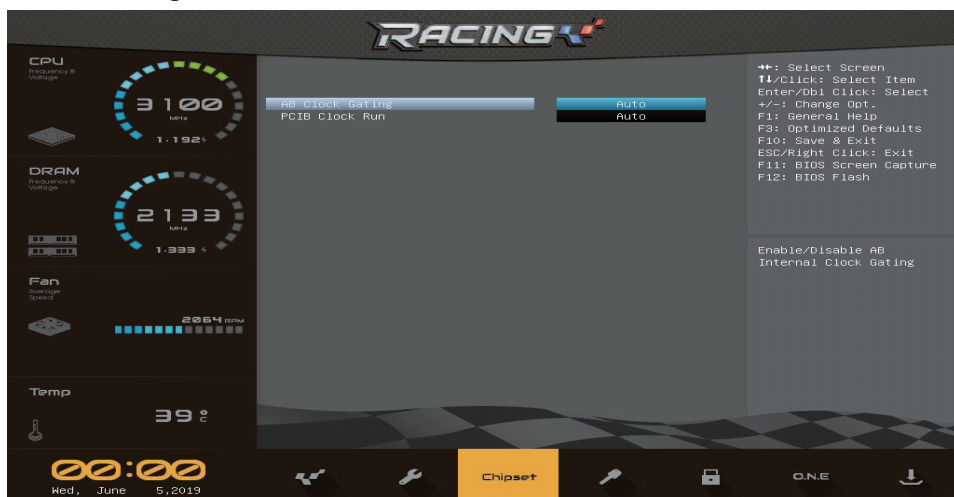 RACING
CPU
Frequency &
Voltage
3100
MHz
1.192
DRAM
Frequency &
Voltage
2133
MHz
1.333
Fan
Average
Speed
2064 RPM
Temp
39 °C
AB Clock Gating Auto
PCIB Clock Run Auto
→←: Select Screen
↑↓/Click: Select Item
Enter/Dbl Click: Select
+/-: Change Opt.
F1: General Help
F3: Optimized Defaults
F10: Save & Exit
ESC/Right Click: Exit
F11: BIOS Screen Capture
F12: BIOS Flash
Enable/Disable AB
Internal Clock Gating
00:00
Wed, June 5,2019
Chipset
O.N.E